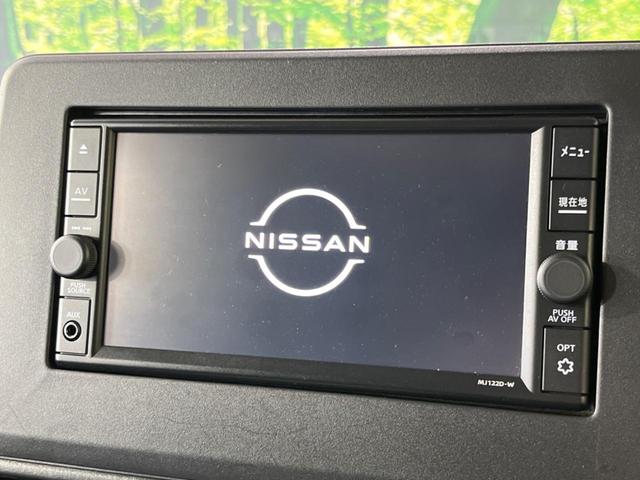 AV
PUSH
SOURCE
AUX
NISSAN
メニュー
現在地
音量
PUSH
AV OFF
OPT
MJ122D-W